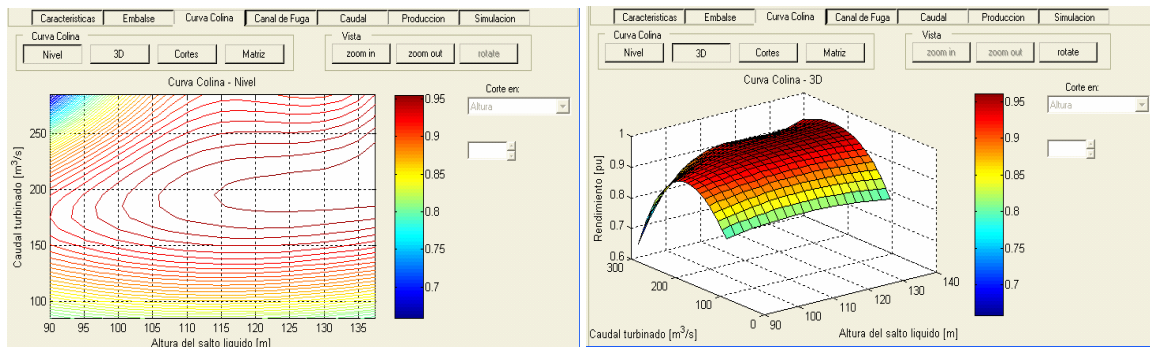 Caracteristicas Embalse Curva Colina Canal de Fuga Caudal Produccion Simulacion
Curva Colina Vista
Nivel 3D Cortes Matriz zoom in zoom out rotate
Curva Colina - Nivel
Corte en:
Altura
0.95
0.9
0.85
0.8
0.75
0.7
250
200
150
100
Caudal turbinado [m³/s]
90 95 100 105 110 115 120 125 130 135
Altura del salto liquido [m]
Caracteristicas Embalse Curva Colina Canal de Fuga Caudal Produccion Simulacion
Curva Colina Vista
Nivel 3D Cortes Matriz zoom in zoom out rotate
Curva Colina - 3D
Corte en:
Altura
0.95
0.9
0.85
0.8
0.75
0.7
1
0.9
0.8
0.7
0.6
Rendimiento [pu]
300
200
100
0
90
100
110
120
130
140
Caudal turbinado [m³/s]
Altura del salto liquido [m]